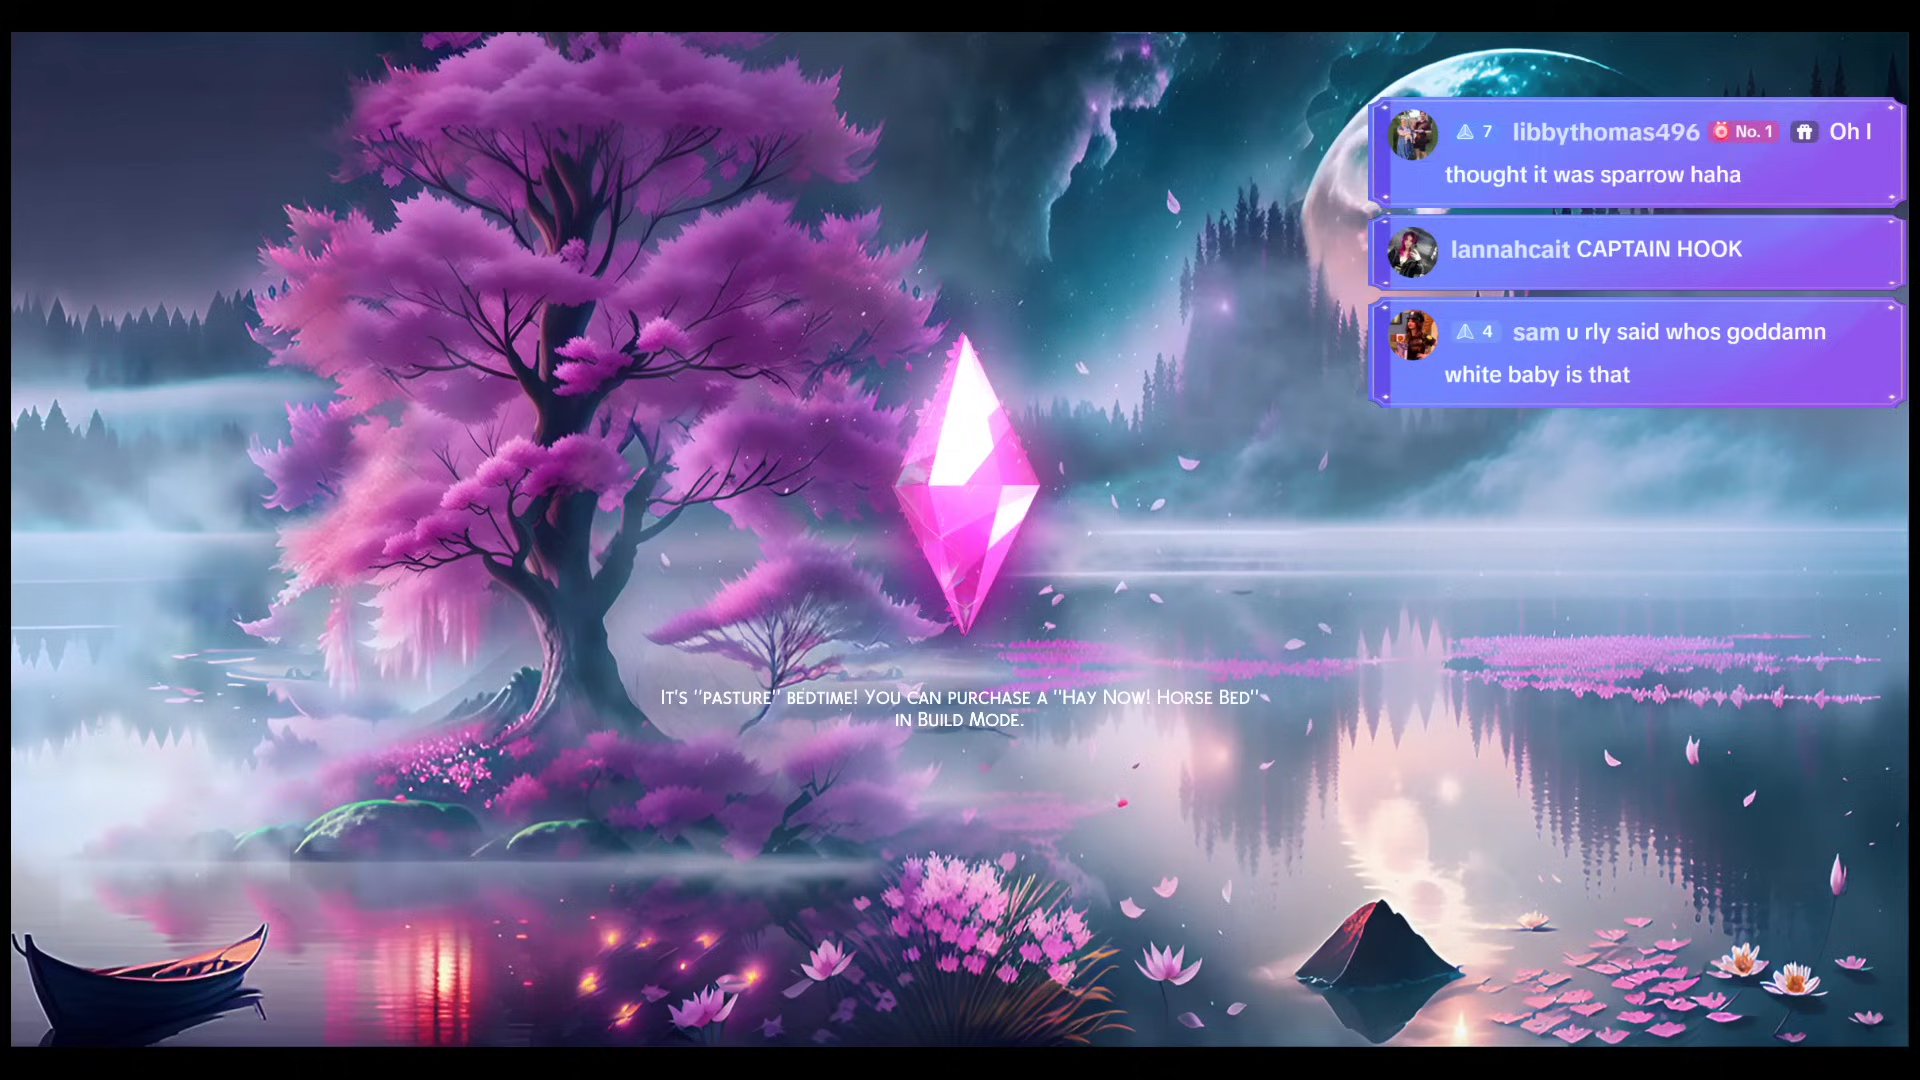 7 libbythomas496 No. 1 Oh I
thought it was sparrow haha
lannahcait CAPTAIN HOOK
4 sam u rly said whos goddamn
white baby is that
It's "pasture" bedtime! You can purchase a "Hay Now! Horse Bed"
in Build Mode.